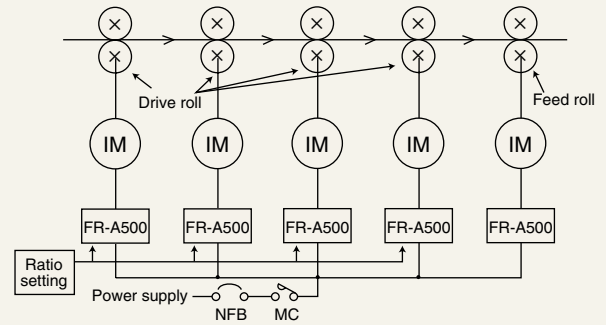 Drive roll
Feed roll
IM IM IM IM IM
FR-A500 FR-A500 FR-A500 FR-A500 FR-A500
Ratio
setting
Power supply
NFB MC